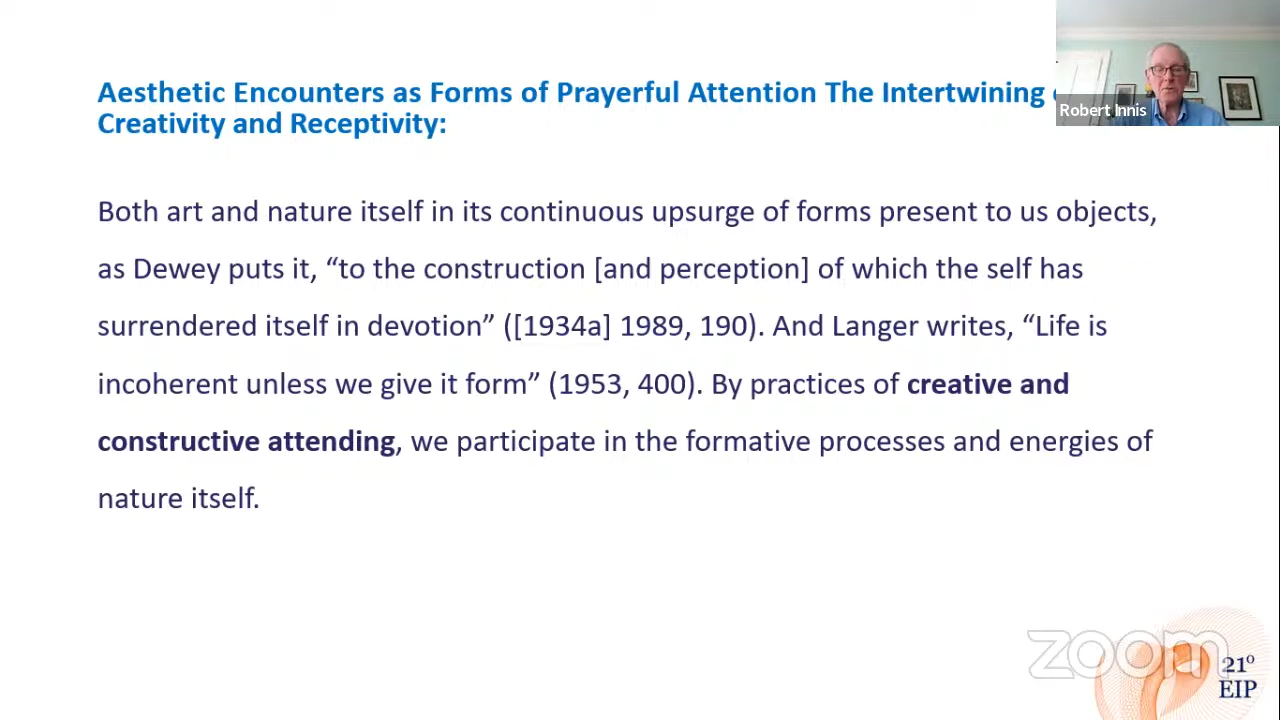 Aesthetic Encounters as Forms of Prayerful Attention The Intertwining
Creativity and Receptivity:
Robert Innis
Both art and nature itself in its continuous upsurge of forms present to us objects,
as Dewey puts it, “to the construction [and perception] of which the self has
surrendered itself in devotion” ([1934a] 1989, 190). And Langer writes, “Life is
incoherent unless we give it form” (1953, 400). By practices of creative and
constructive attending, we participate in the formative processes and energies of
nature itself.
zoom
21º
EIP